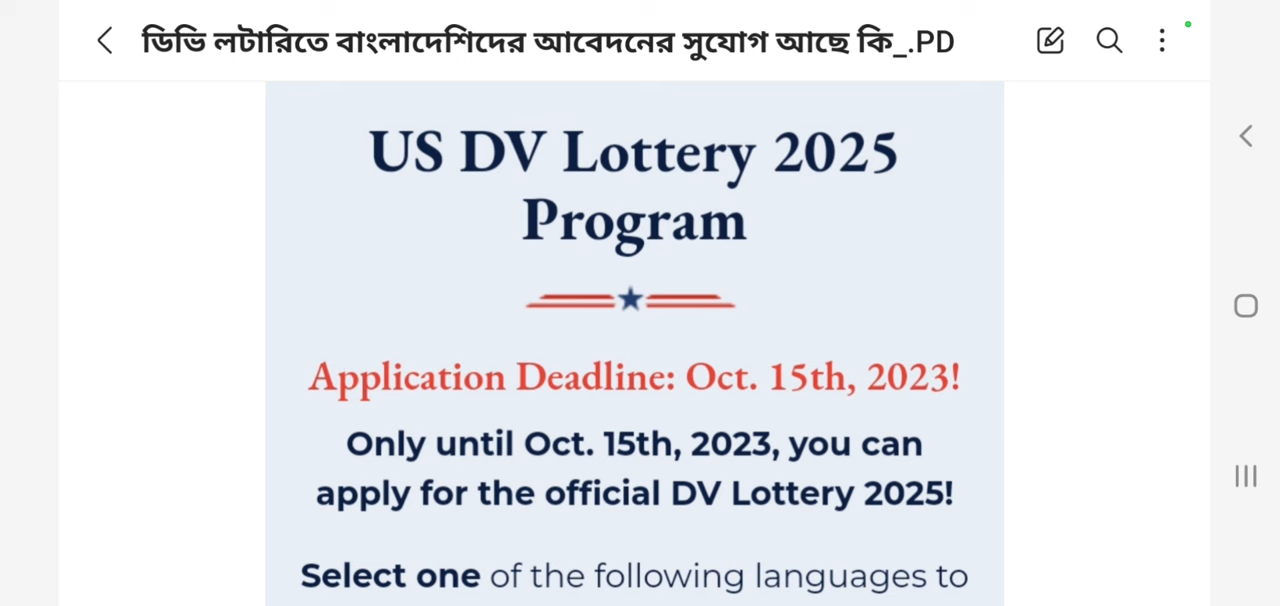 ডিভি লটারিতে বাংলাদেশিদের আবেদনের সুযোগ আছে কি_.PD
US DV Lottery 2025
Program
Application Deadline: Oct. 15th, 2023!
Only until Oct. 15th, 2023, you can
apply for the official DV Lottery 2025!
Select one of the following languages to